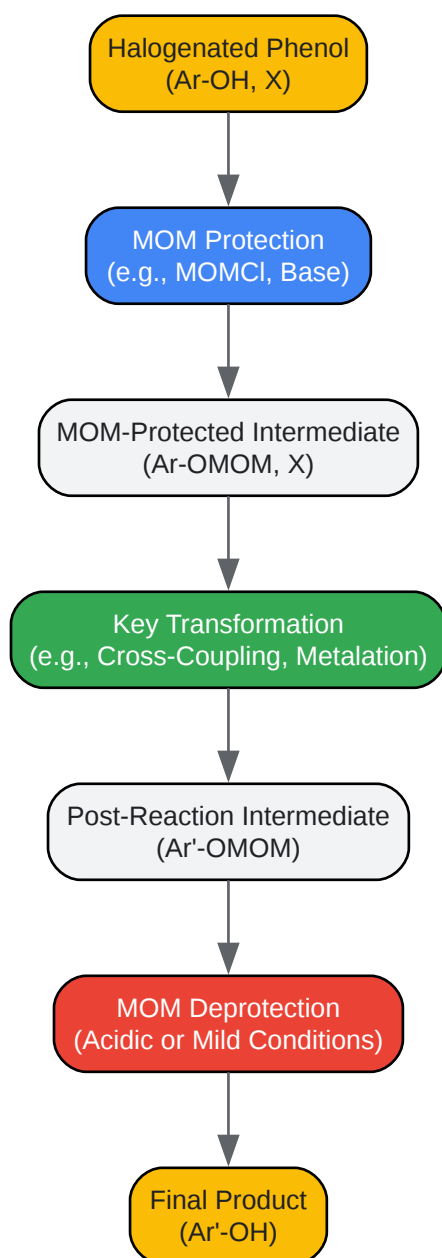 Halogenated Phenol
(Ar-OH, X)
MOM Protection
(e.g., MOMCl, Base)
MOM-Protected Intermediate
(Ar-OMOM, X)
Key Transformation
(e.g., Cross-Coupling, Metalation)
Post-Reaction Intermediate
(Ar'-OMOM)
MOM Deprotection
(Acidic or Mild Conditions)
Final Product
(Ar'-OH)